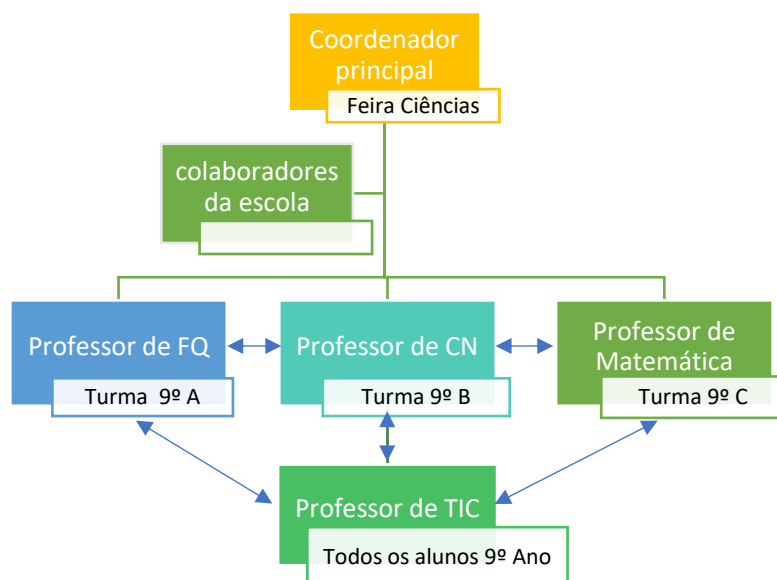 Coordenador
principal
Feira Ciências
colaboradores
da escola
Professor de FQ
Turma 9º A
Professor de CN
Turma 9º B
Professor de
Matemática
Turma 9º C
Professor de TIC
Todos os alunos 9º Ano